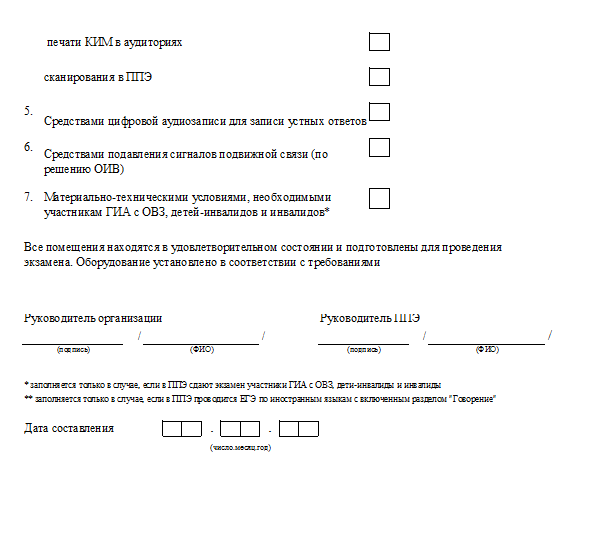 печати КИМ в аудиториях
сканирования в ППЭ
5. Средствами цифровой аудиозаписи для записи устных ответов
6. Средствами подавления сигналов подвижной связи (по
решению ОИВ)
7. Материально-техническими условиями, необходимыми
участникам ГИА с ОВЗ, детей-инвалидов и инвалидов*
Все помещения находятся в удовлетворительном состоянии и подготовлены для проведения
экзамена. Оборудование установлено в соответствии с требованиями
Руководитель организации Руководитель ППЭ
/ / / /
(подпись) (ФИО) (подпись) (ФИО)
* заполняется только в случае, если в ППЭ сдают экзамен участники ГИА с ОВЗ, дети-инвалиды и инвалиды
** заполняется только в случае, если в ППЭ проводится ЕГЭ по иностранным языкам с включенным разделом "Говорение"
Дата составления . .
(число.месяц.год)